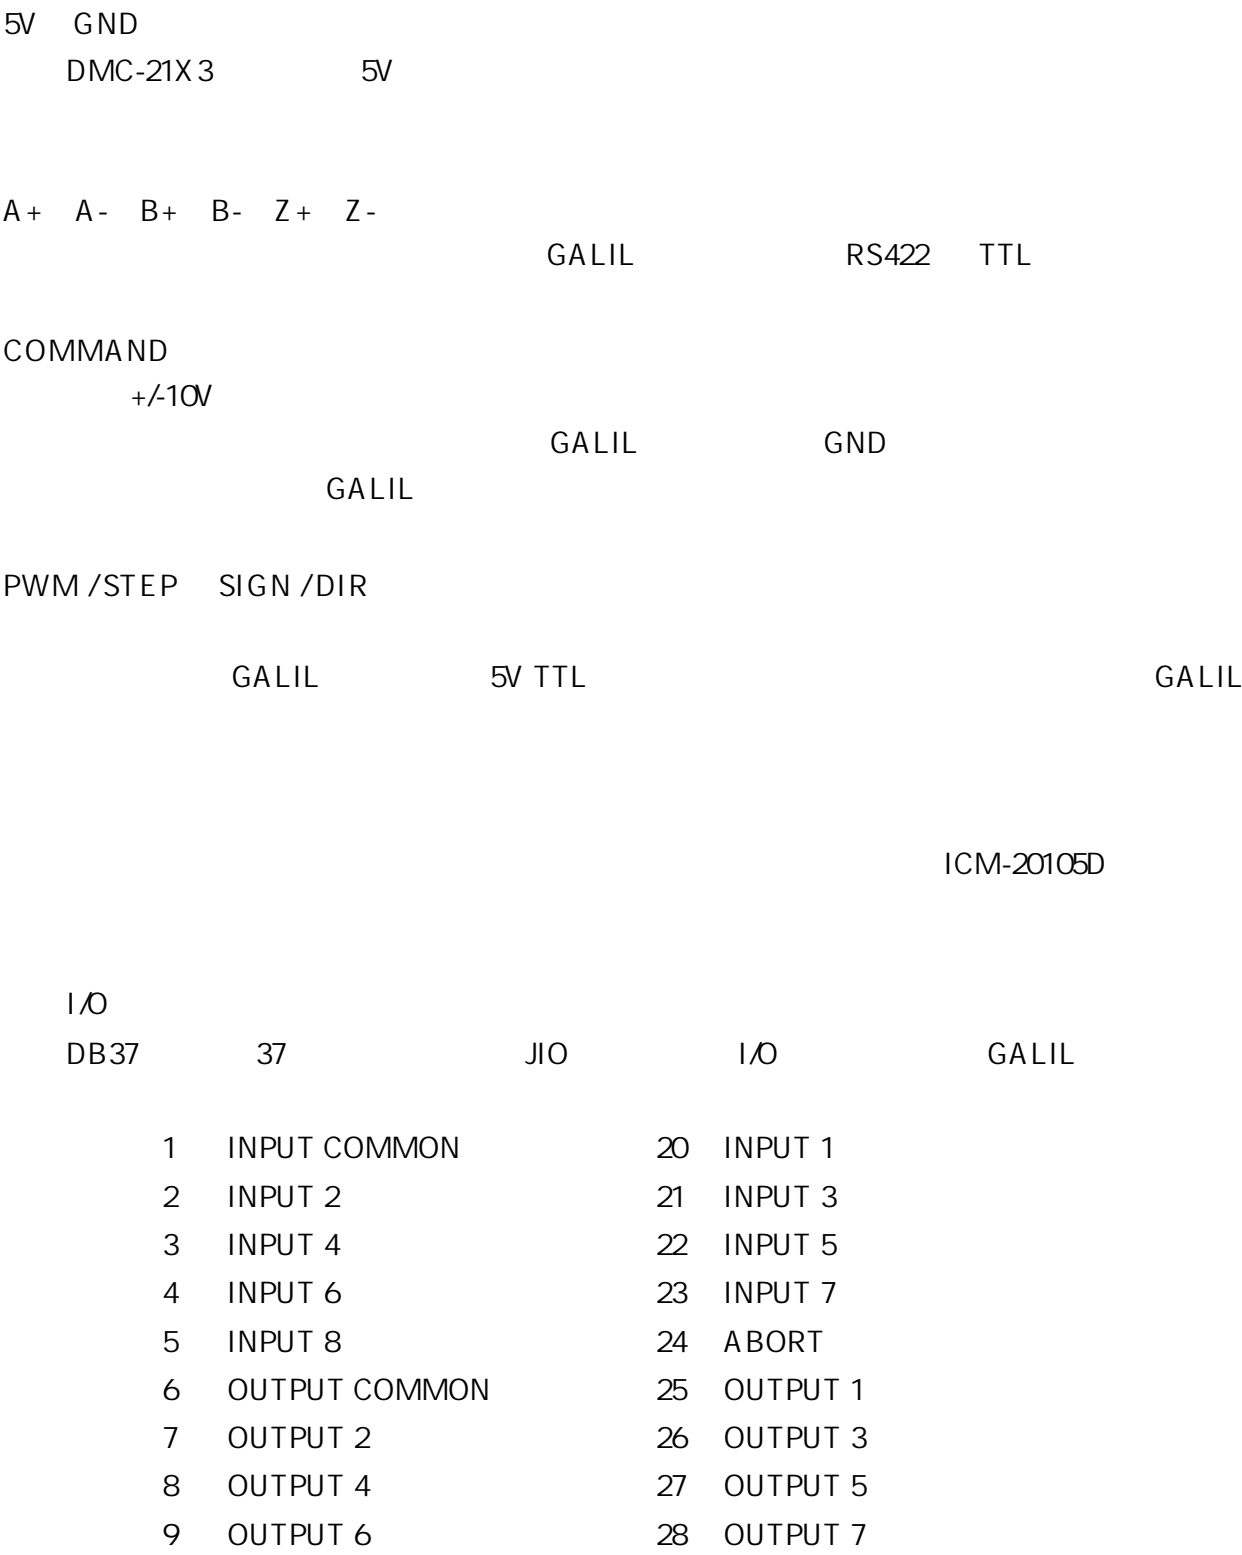 5V GND
DMC-21X3 5V
A+ A- B+ B- Z+ Z-
GALIL RS422 TTL
COMMAND
+/-10V
GALIL GND
GALIL
PWM/STEP SIGN/DIR
GALIL 5V TTL GALIL
ICM-20105D
I/O
DB37 37 JIO I/O GALIL
1 INPUT COMMON 20 INPUT 1
2 INPUT 2 21 INPUT 3
3 INPUT 4 22 INPUT 5
4 INPUT 6 23 INPUT 7
5 INPUT 8 24 ABORT
6 OUTPUT COMMON 25 OUTPUT 1
7 OUTPUT 2 26 OUTPUT 3
8 OUTPUT 4 27 OUTPUT 5
9 OUTPUT 6 28 OUTPUT 7